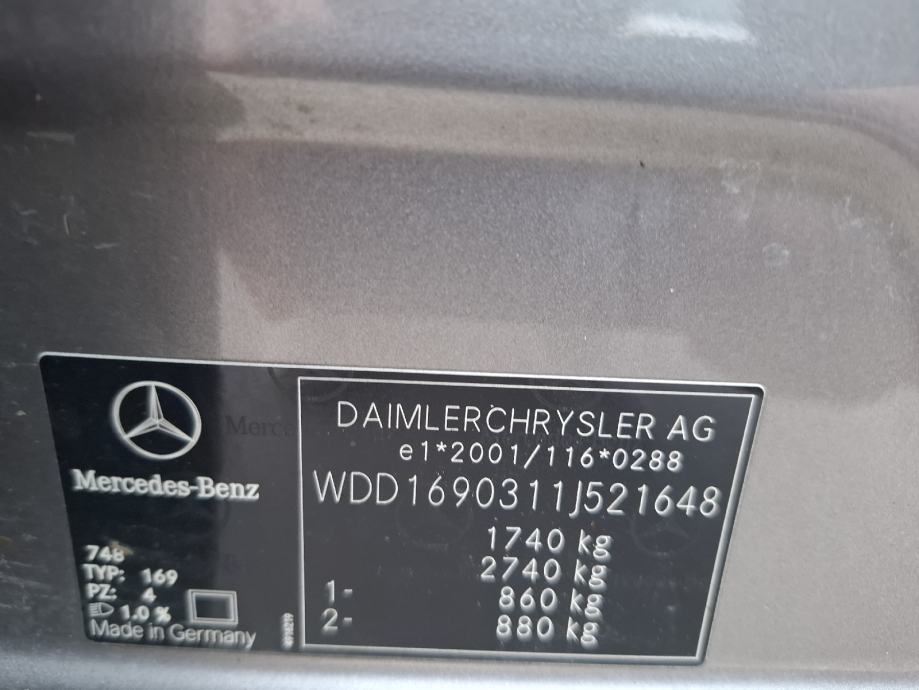 Mercedes-Benz
748
TYP: 169
PZ: 4
1.0 %
Made in Germany
DAIMLERCHRYSLER AG
e1*2001/116*0288
WDD1690311J521648
1740 kg
2740 kg
1- 860 kg
2- 880 kg